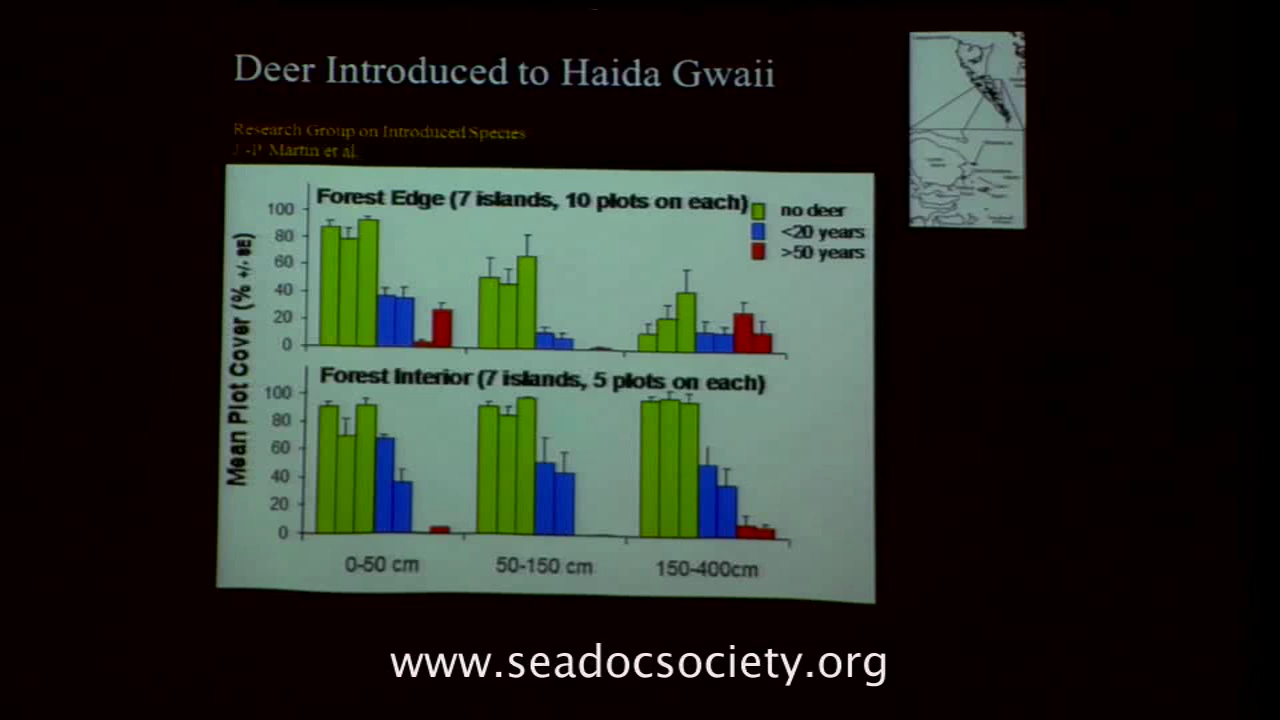 Deer Introduced to Haida Gwaii
Research Group on Introduced Species
J.-P. Martin et al.
Forest Edge (7 islands, 10 plots on each)
no deer
<20 years
>50 years
100
80
60
40
20
0
Mean Plot Cover (% +/- SE)
Forest Interior (7 islands, 5 plots on each)
100
80
60
40
20
0
0-50 cm
50-150 cm
150-400cm
www.seadocsociety.org